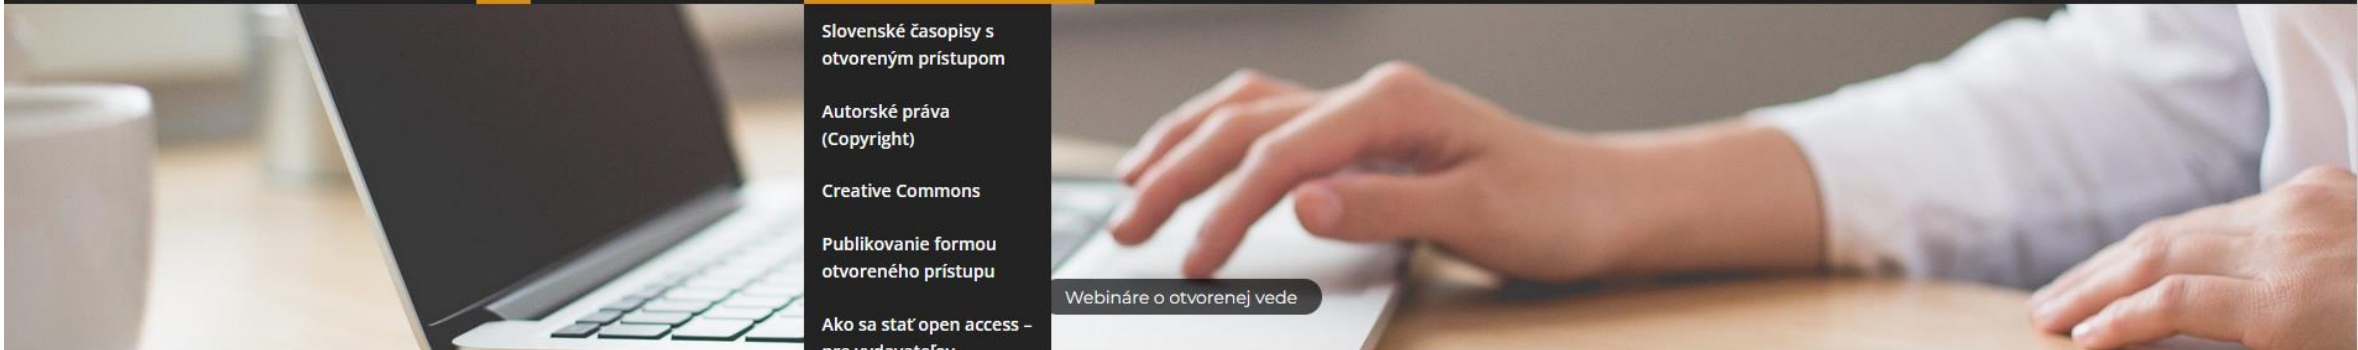 Slovenské časopisy s
otvoreným prístupom
Autorské práva
(Copyright)
Creative Commons
Publikovanie formou
otvoreného prístupu
Ako sa stať open access –
Webináre o otvorenej vede